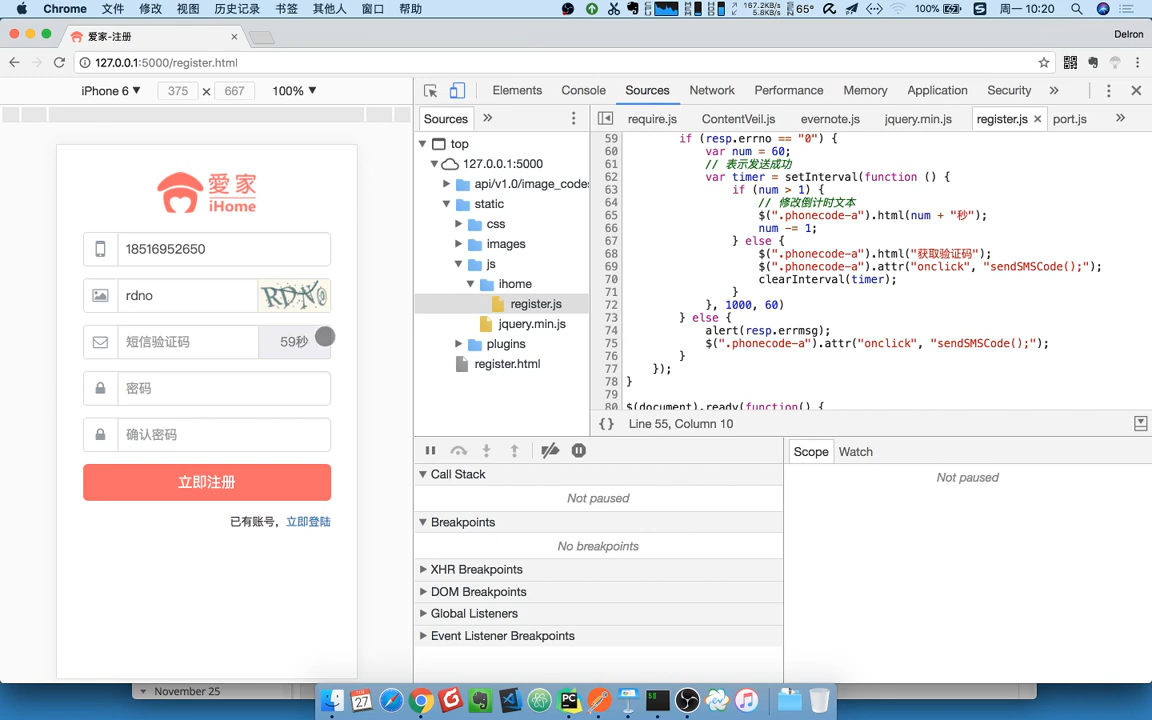 Chrome 文件 修改 视图 历史记录 书签 其他人 窗口 帮助 167.2KB/s 5.8KB/s 65° 100% 周一 10:20
爱家-注册 Delron
127.0.0.1:5000/register.html
iPhone 6 ▼ 375 × 667 100% ▼
愛家
iHome
18516952650
rdno RDNO
短信验证码 59秒
密码
确认密码
立即注册
已有账号，立即登陆
Elements Console Sources Network Performance Memory Application Security »
Sources »
require.js ContentVeil.js evernote.js jquery.min.js register.js × port.js »
top
127.0.0.1:5000
api/v1.0/image_code
static
css
images
js
ihome
register.js
jquery.min.js
plugins
register.html
59 if (resp.errno == "0") {
60 var num = 60;
61 // 表示发送成功
62 var timer = setInterval(function () {
63 if (num > 1) {
64 // 修改倒计时文本
65 $(".phonecode-a").html(num + "秒");
66 num -= 1;
67 } else {
68 $(".phonecode-a").html("获取验证码");
69 $(".phonecode-a").attr("onclick", "sendSMSCode();");
70 clearInterval(timer);
71 }
72 }, 1000, 60)
73 } else {
74 alert(resp.errmsg);
75 $(".phonecode-a").attr("onclick", "sendSMSCode();");
76 }
77 });
78 }
79
80 $(document).ready(function() {
{ } Line 55, Column 10
Call Stack
Not paused
Breakpoints
No breakpoints
XHR Breakpoints
DOM Breakpoints
Global Listeners
Event Listener Breakpoints
Scope Watch
Not paused
November 25
27